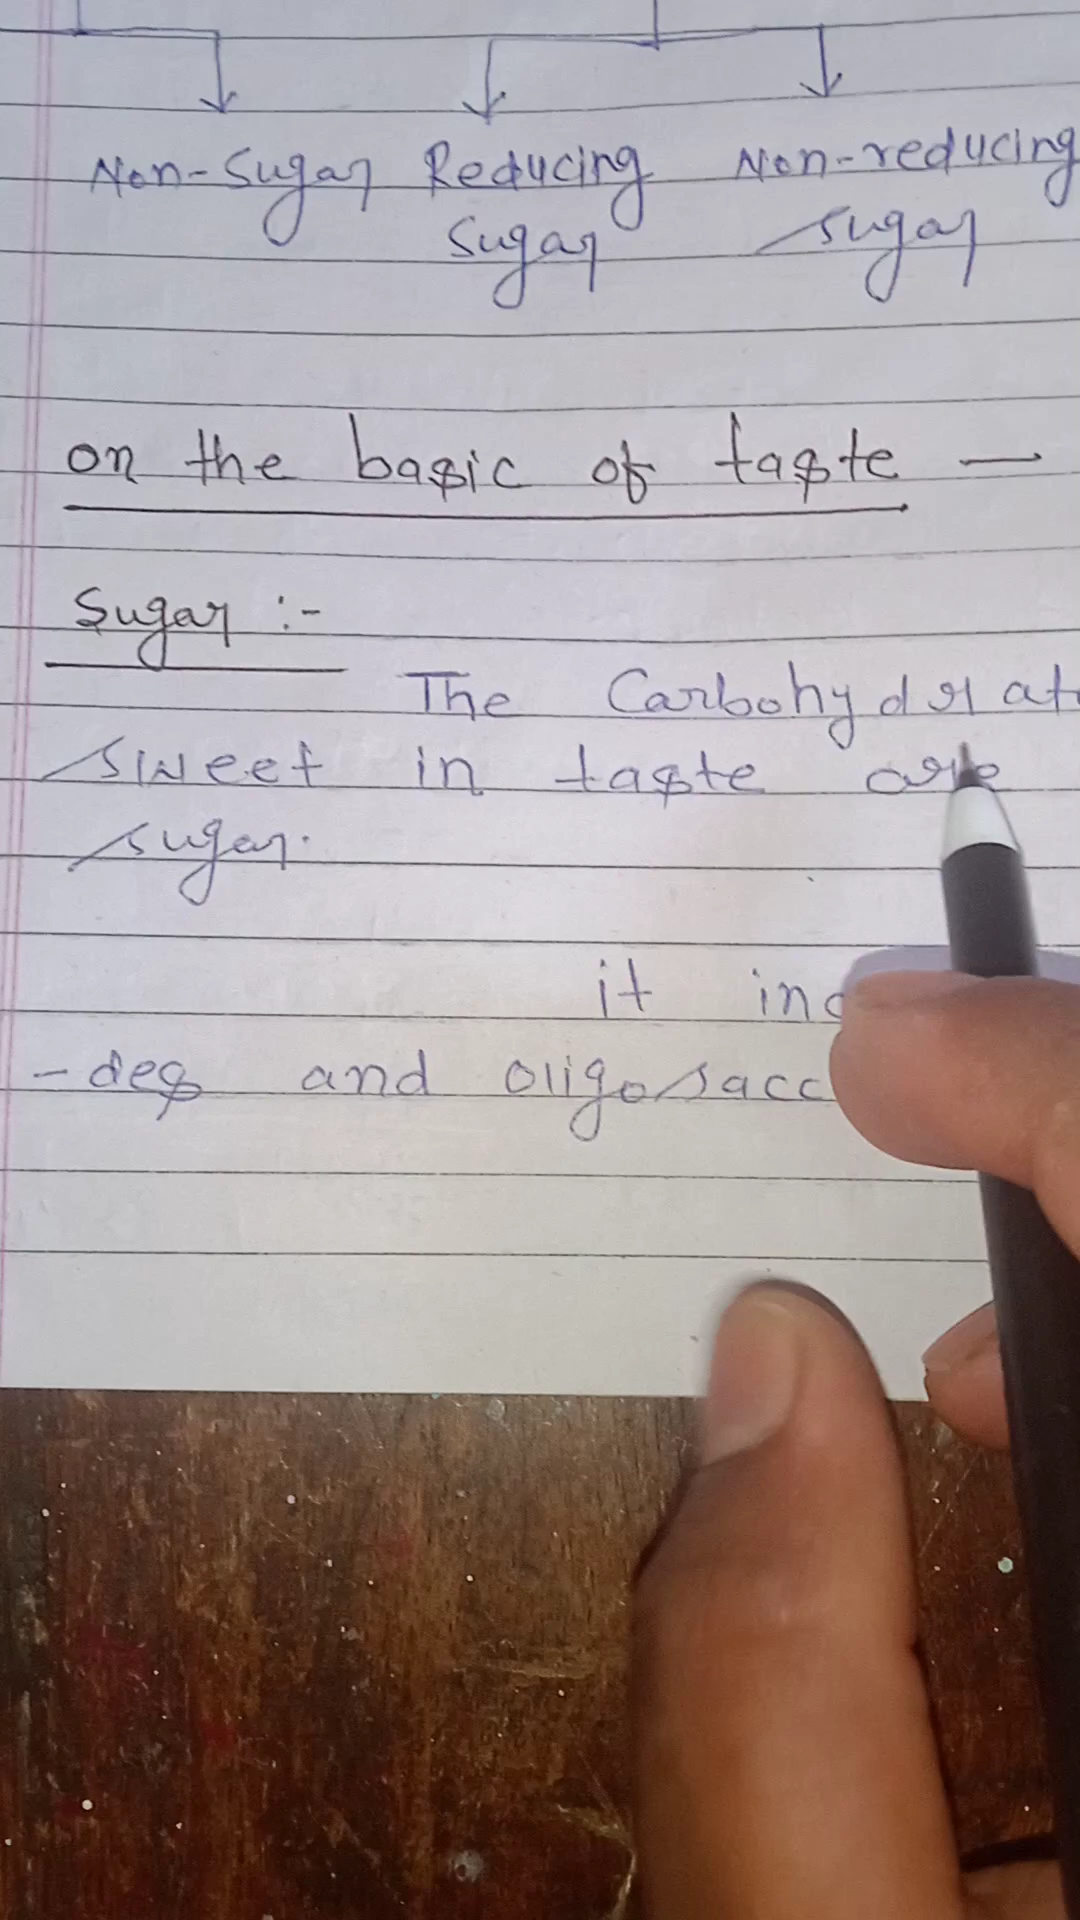 Non-Sugar Reducing Non-reducing
Sugar Sugar
on the basic of taste —
Sugar :-
The Carbohydrat
sweet in taste are
sugar.
it inc
- des and oligosacc